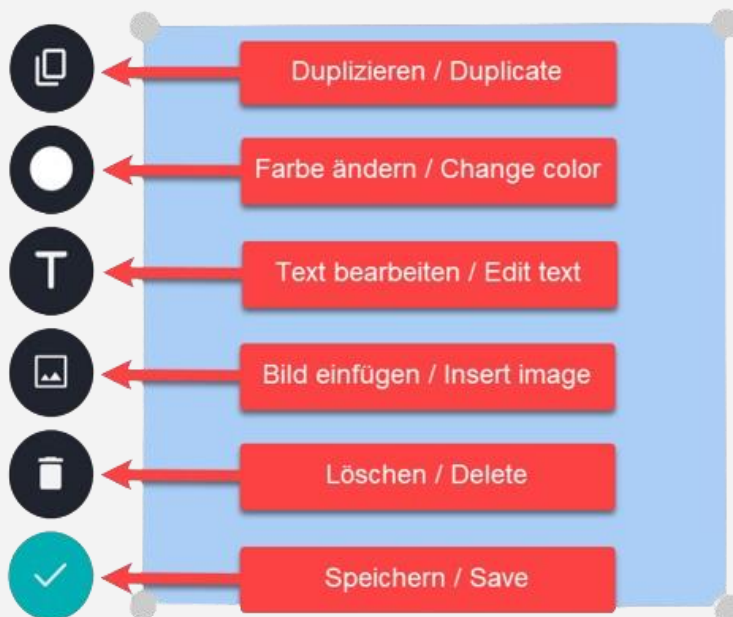 Duplizieren / Duplicate
Farbe ändern / Change color
Text bearbeiten / Edit text
Bild einfügen / Insert image
Löschen / Delete
Speichern / Save